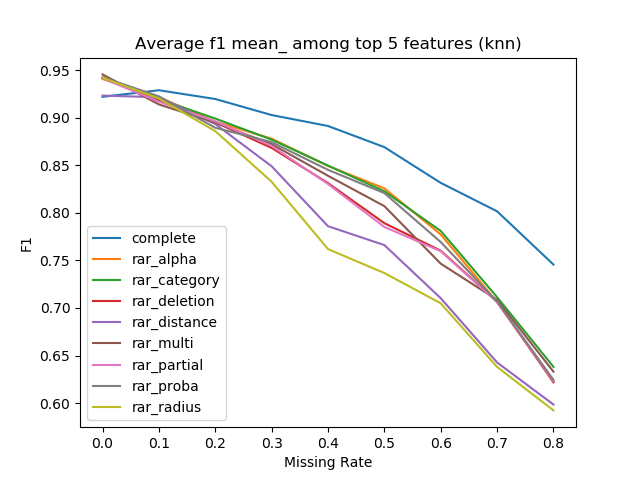 Average f1 mean_ among top 5 features (knn)
0.95
0.90
0.85
0.80
0.75
0.70
0.65
0.60
F1
complete
rar_alpha
rar_category
rar_deletion
rar_distance
rar_multi
rar_partial
rar_proba
rar_radius
0.0 0.1 0.2 0.3 0.4 0.5 0.6 0.7 0.8
Missing Rate